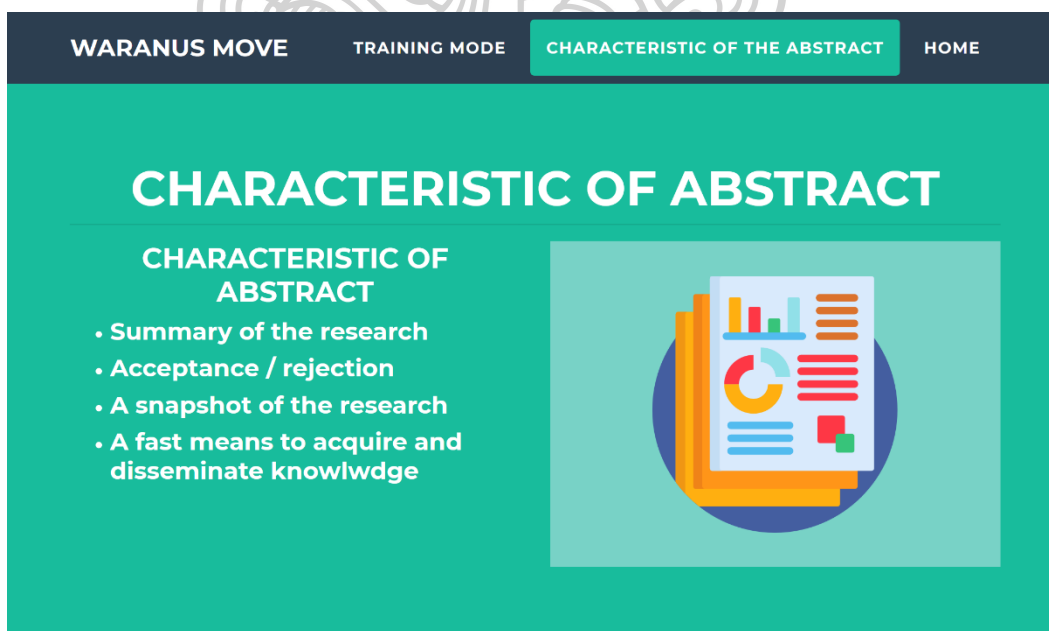 WARANUS MOVE TRAINING MODE CHARACTERISTIC OF THE ABSTRACT HOME
CHARACTERISTIC OF ABSTRACT
CHARACTERISTIC OF
ABSTRACT
• Summary of the research
• Acceptance / rejection
• A snapshot of the research
• A fast means to acquire and
disseminate knowlwdge